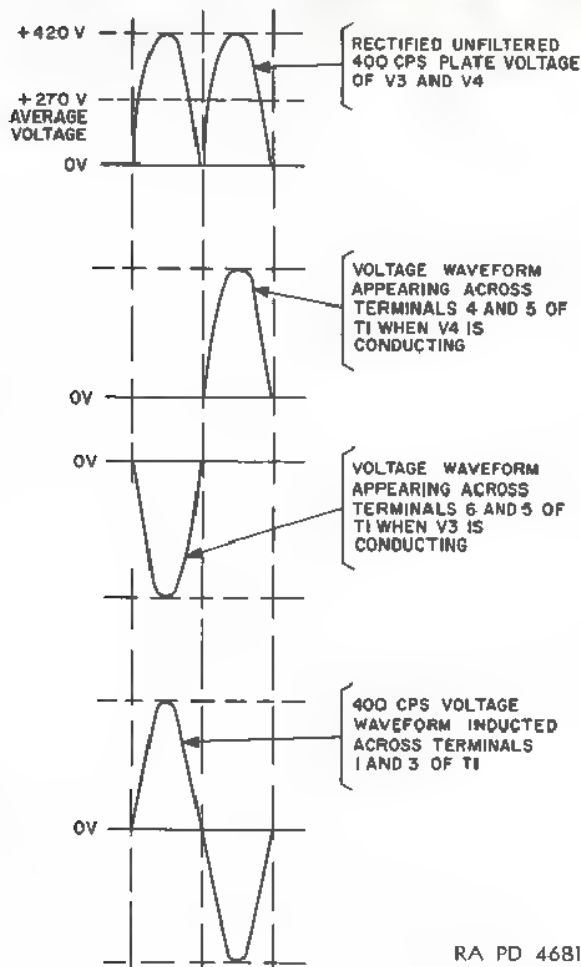 +420 V
RECTIFIED UNFILTERED
400 CPS PLATE VOLTAGE
OF V3 AND V4
+270 V
AVERAGE
VOLTAGE
0V
VOLTAGE WAVEFORM
APPEARING ACROSS
TERMINALS 4 AND 5 OF
T1 WHEN V4 IS
CONDUCTING
0V
0V
VOLTAGE WAVEFORM
APPEARING ACROSS
TERMINALS 6 AND 5 OF
T1 WHEN V3 IS
CONDUCTING
400 CPS VOLTAGE
WAVEFORM INDUCTED
ACROSS TERMINALS
1 AND 3 OF T1
0V
RA PD 4681